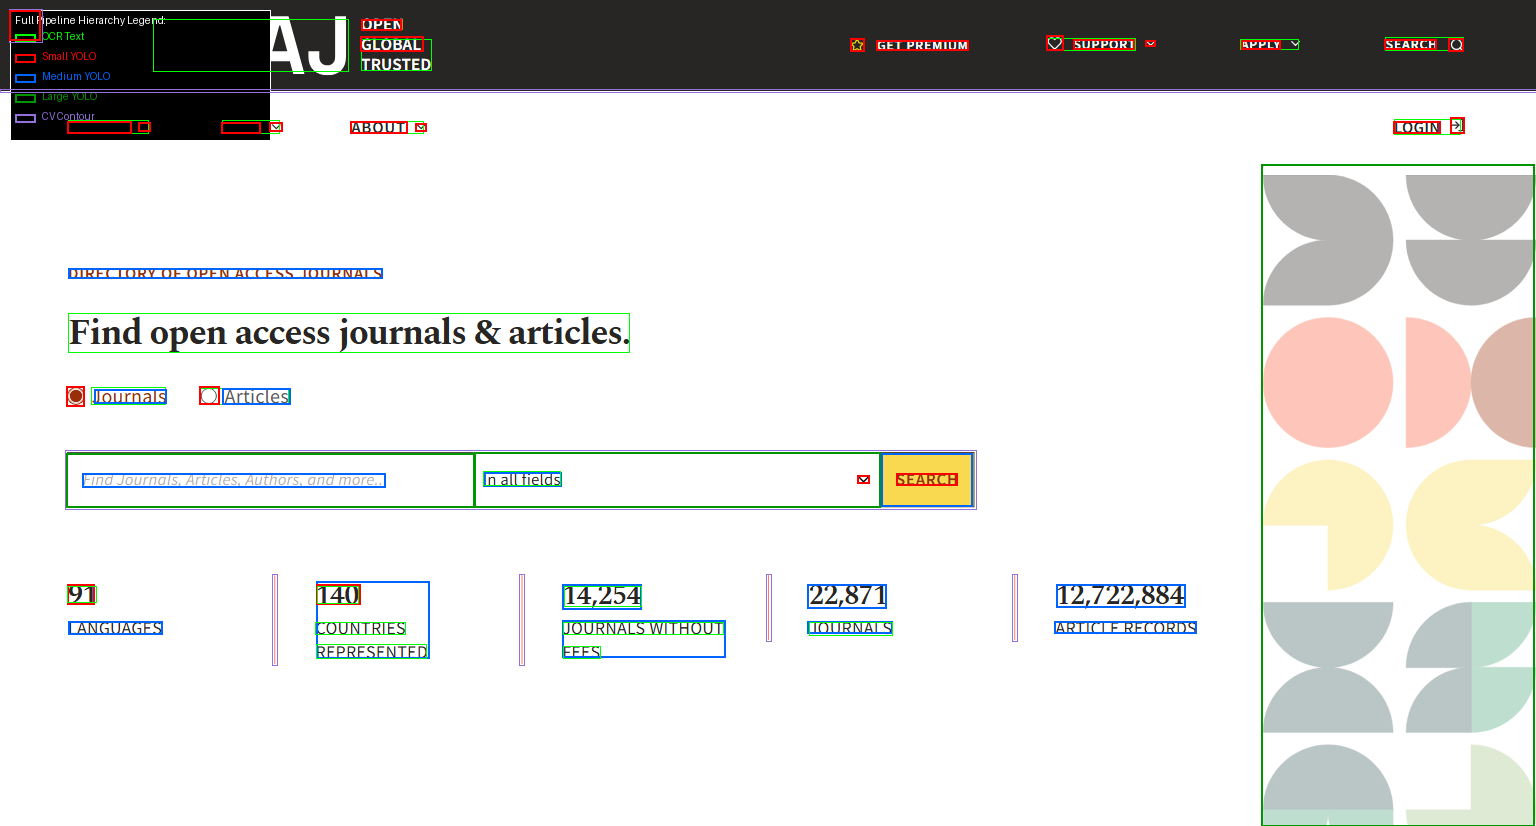 Full Pipeline Hierarchy Legend:
OCR Text
Small YOLO
Medium YOLO
Large YOLO
CV Contour
AJ
OPEN
GLOBAL
TRUSTED
GET PREMIUM
SUPPORT
APPLY
SEARCH
ABOUT
LOGIN
DIRECTORY OF OPEN ACCESS JOURNALS
Find open access journals & articles.
Journals
Articles
Find Journals, Articles, Authors, and more...
In all fields
SEARCH
91
LANGUAGES
140
COUNTRIES
REPRESENTED
14,254
JOURNALS WITHOUT
FEES
22,871
JOURNALS
12,722,884
ARTICLE RECORDS